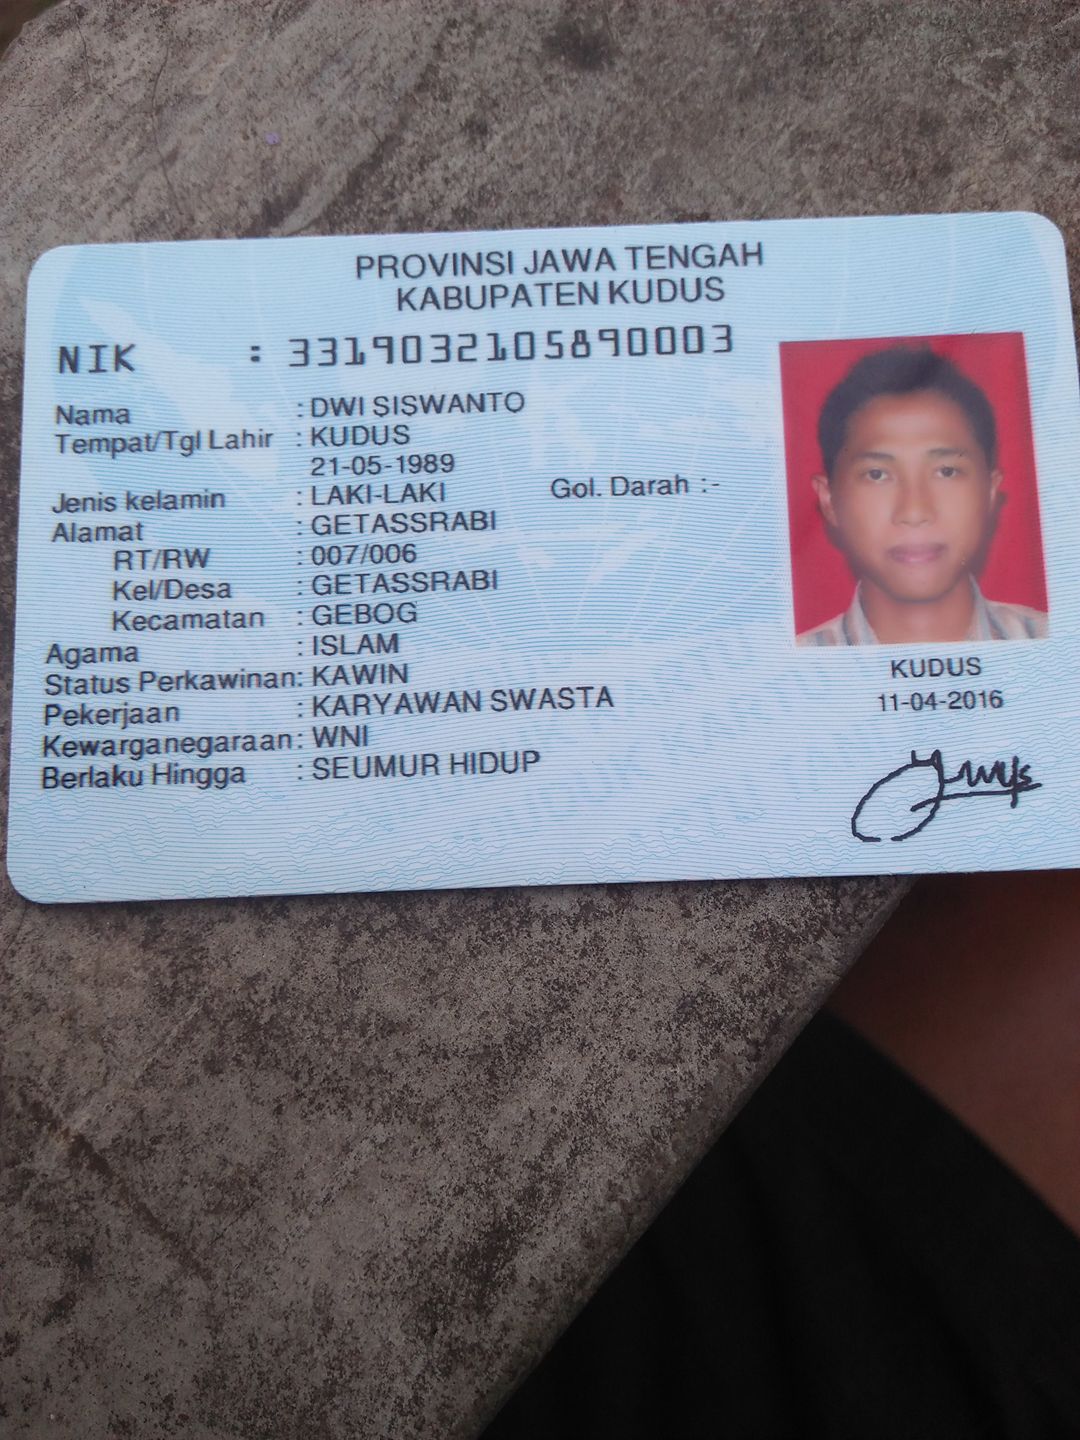 PROVINSI JAWA TENGAH
KABUPATEN KUDUS
NIK : 3319032105890003
Nama : DWI SISWANTO
Tempat/Tgl Lahir : KUDUS
21-05-1989
Jenis kelamin : LAKI-LAKI Gol. Darah :-
Alamat : GETASSRABI
RT/RW : 007/006
Kel/Desa : GETASSRABI
Kecamatan : GEBOG
Agama : ISLAM
Status Perkawinan: KAWIN
Pekerjaan : KARYAWAN SWASTA
Kewarganegaraan: WNI
Berlaku Hingga : SEUMUR HIDUP
KUDUS
11-04-2016